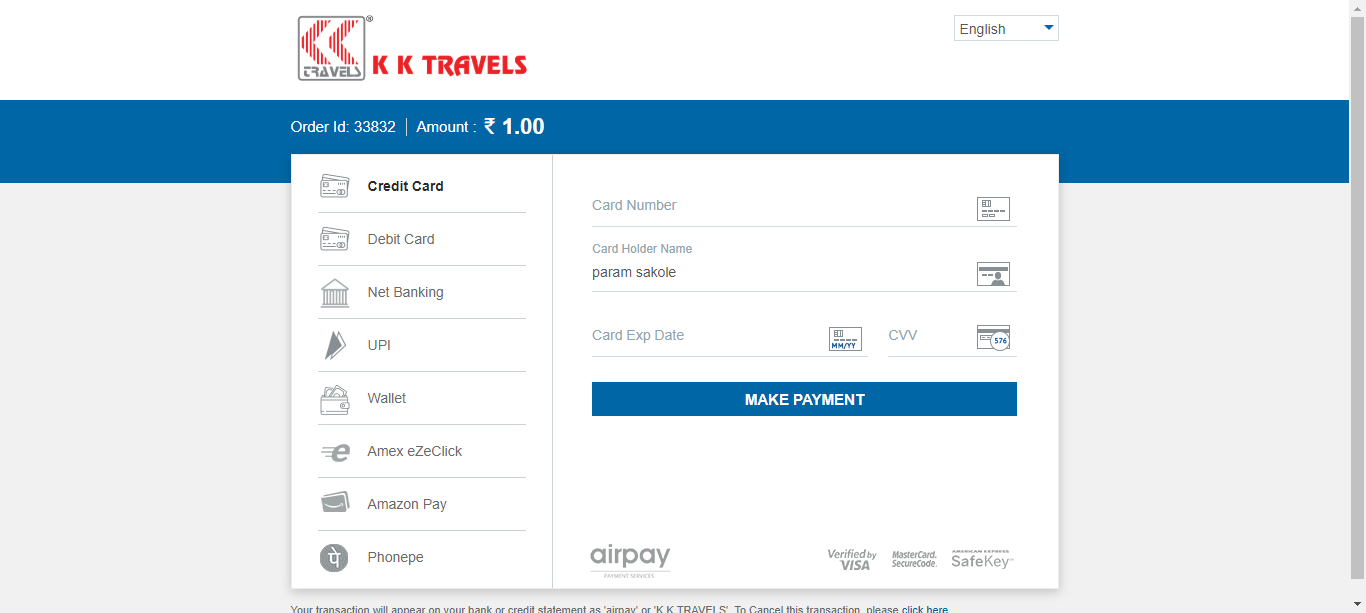 TRAVELS
®
K K TRAVELS
English
Order Id: 33832 | Amount : ₹ 1.00
Credit Card
Debit Card
Net Banking
UPI
Wallet
Amex eZeClick
Amazon Pay
Phonepe
Card Number
Card Holder Name
param sakole
Card Exp Date
MM/YY
CVV
576
MAKE PAYMENT
airpay
PAYMENT SERVICES
Verified by
VISA
MasterCard.
SecureCode.
AMERICAN EXPRESS
SafeKey
Your transaction will appear on your bank or credit statement as 'airpay' or 'K K TRAVELS'. To Cancel this transaction, please click here